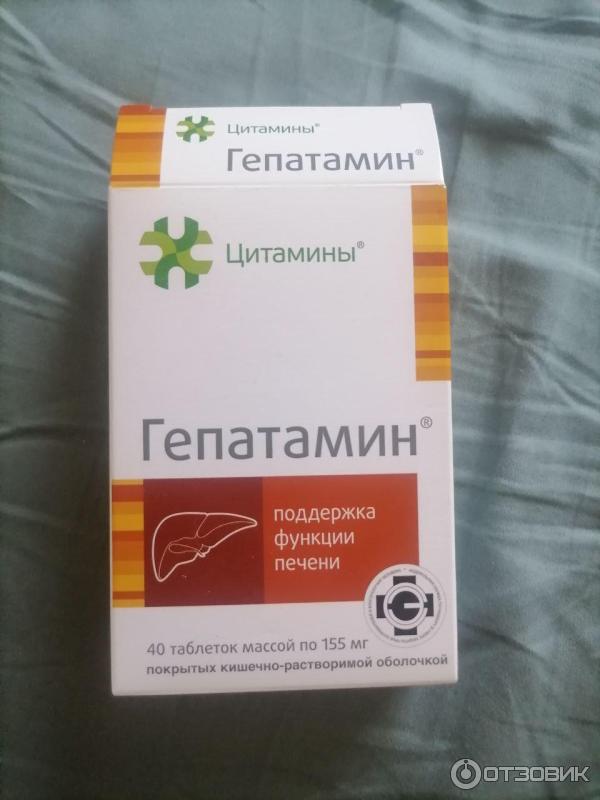 Цитамины®
Гепатамин®
Цитамины®
Гепатамин®
поддержка
функции
печени
40 таблеток массой по 155 мг
покрытых кишечно-растворимой оболочкой
ОТЗОВИК